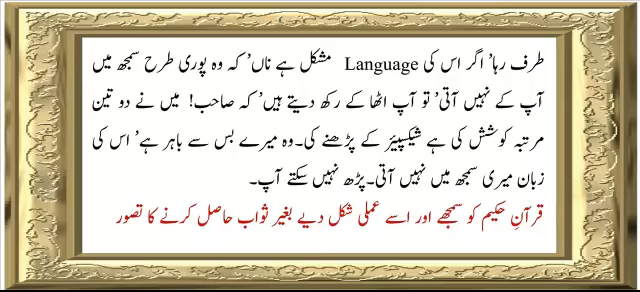 طرف رہا’ اگر اس کی Language مشکل ہے ناں’ کہ وہ پوری طرح سمجھ میں
آپ کے نہیں آتی’ تو آپ اٹھا کے رکھ دیتے ہیں’ کہ صاحب! میں نے دو تین
مرتبہ کوشش کی ہے شیکسپیئر کے پڑھنے کی۔وہ میرے بس سے باہر ہے’ اس کی
زبان میری سمجھ میں نہیں آتی۔پڑھ نہیں سکتے آپ۔
قرآنِ حکیم کو سمجھے اور اسے عملی شکل دیے بغیر ثواب حاصل کرنے کا تصور